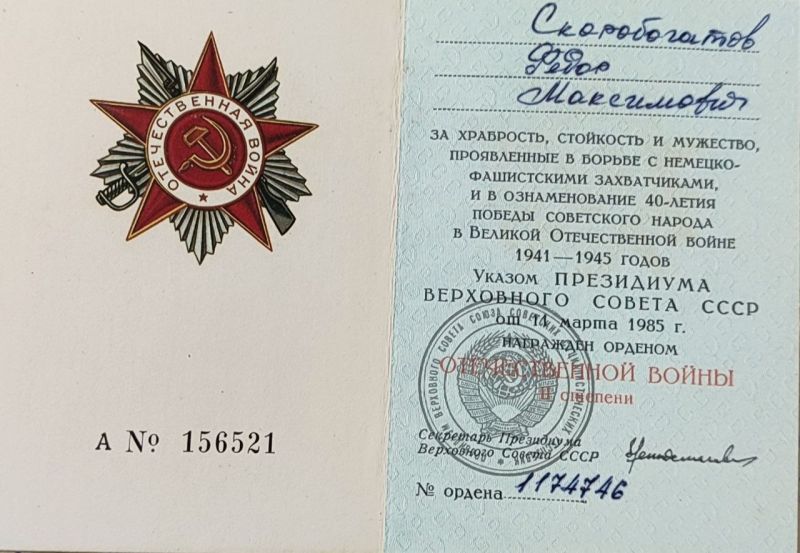 ОТЕЧЕСТВЕННАЯ ВОЙНА
А № 156521
Скоробогатов
Федор
Максимович
ЗА ХРАБРОСТЬ, СТОЙКОСТЬ И МУЖЕСТВО,
ПРОЯВЛЕННЫЕ В БОРЬБЕ С НЕМЕЦКО-
ФАШИСТСКИМИ ЗАХВАТЧИКАМИ,
И В ОЗНАМЕНОВАНИЕ 40-ЛЕТИЯ
ПОБЕДЫ СОВЕТСКОГО НАРОДА
В ВЕЛИКОЙ ОТЕЧЕСТВЕННОЙ ВОЙНЕ
1941—1945 ГОДОВ
УКАЗОМ ПРЕЗИДИУМА
ВЕРХОВНОГО СОВЕТА СССР
от 11 марта 1985 г.
НАГРАЖДЕН ОРДЕНОМ
ОТЕЧЕСТВЕННОЙ ВОЙНЫ
II степени
Секретарь Президиума
Верховного Совета СССР
№ ордена 1174746